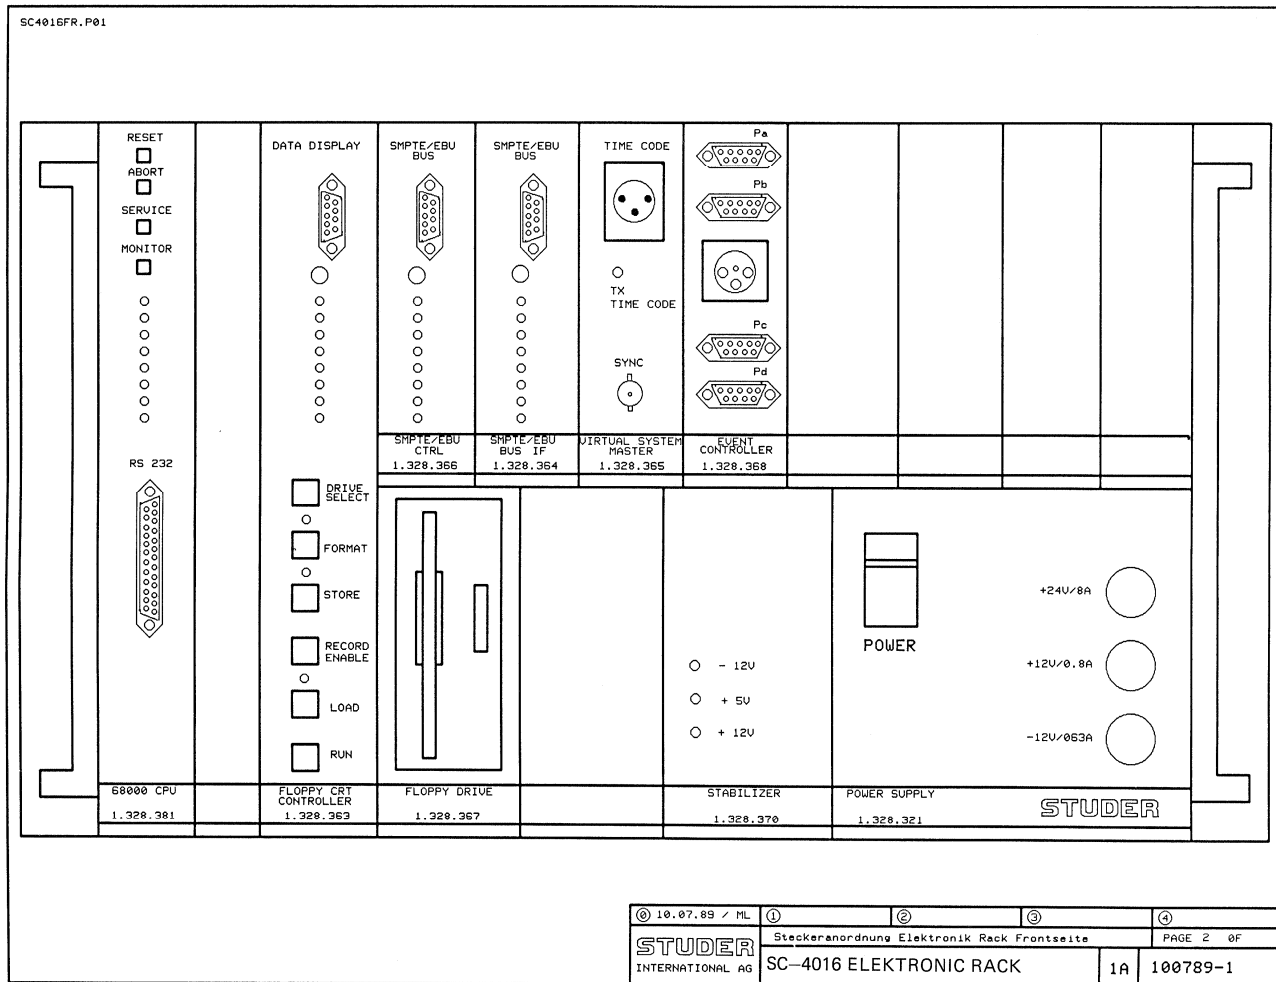 SC4016FR.P01
RESET
ABORT
SERVICE
MONITOR
RS 232
68000 CPU
1.328.381
DATA DISPLAY
DRIVE
SELECT
FORMAT
STORE
RECORD
ENABLE
LOAD
RUN
FLOPPY CRT
CONTROLLER
1.328.363
SMPTE/EBU
BUS
SMPTE/EBU
CTRL
1.328.366
SMPTE/EBU
BUS
SMPTE/EBU
BUS IF
1.328.364
TIME CODE
TX
TIME CODE
SYNC
VIRTUAL SYSTEM
MASTER
1.328.365
Pa
Pb
Pc
Pd
EVENT
CONTROLLER
1.328.368
FLOPPY DRIVE
1.328.367
- 12V
+ 5V
+ 12V
STABILIZER
1.328.370
POWER
+24V/8A
+12V/0.8A
-12V/063A
POWER SUPPLY
1.328.321
STUDER
0 10.07.89 / ML
1
2
3
4
STUDER
INTERNATIONAL AG
Steckeranordnung Elektronik Rack Frontseite
PAGE 2 0F
SC-4016 ELEKTRONIC RACK
1A
100789-1